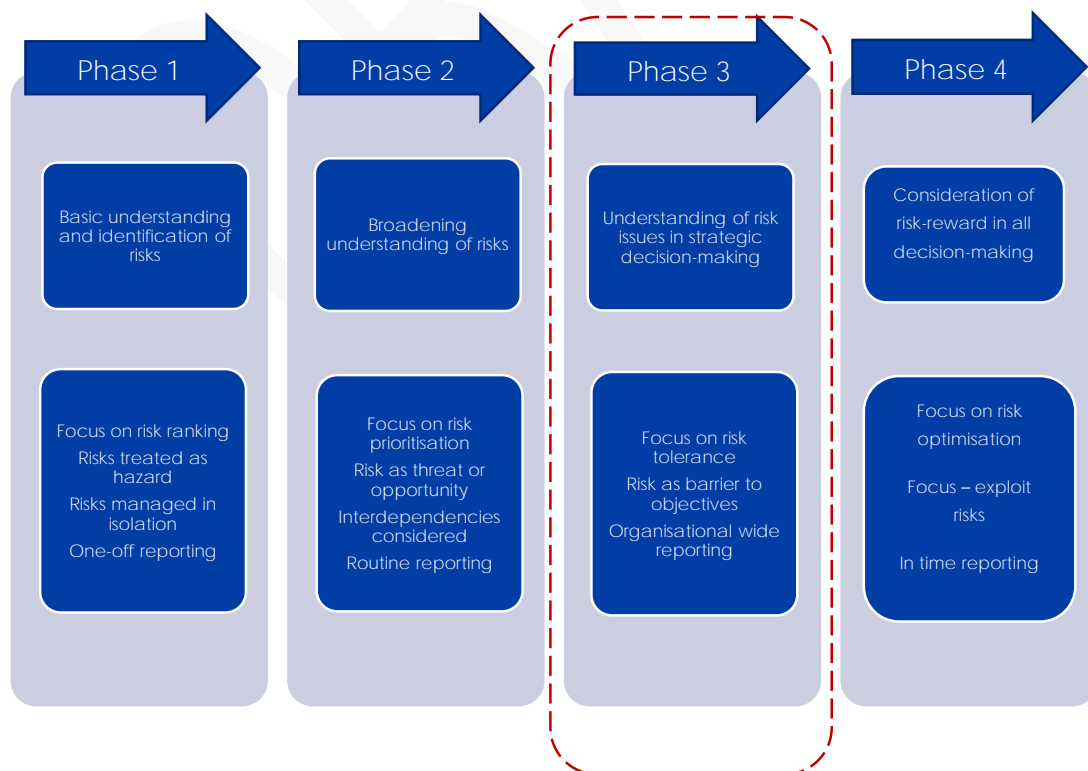 Phase 1
Basic understanding
and identification of
risks
Focus on risk ranking
Risks treated as
hazard
Risks managed in
isolation
One-off reporting
Phase 2
Broadening
understanding of risks
Focus on risk
prioritisation
Risk as threat or
opportunity
Interdependencies
considered
Routine reporting
Phase 3
Understanding of risk
issues in strategic
decision-making
Focus on risk
tolerance
Risk as barrier to
objectives
Organisational wide
reporting
Phase 4
Consideration of
risk-reward in all
decision-making
Focus on risk
optimisation
Focus – exploit
risks
In time reporting